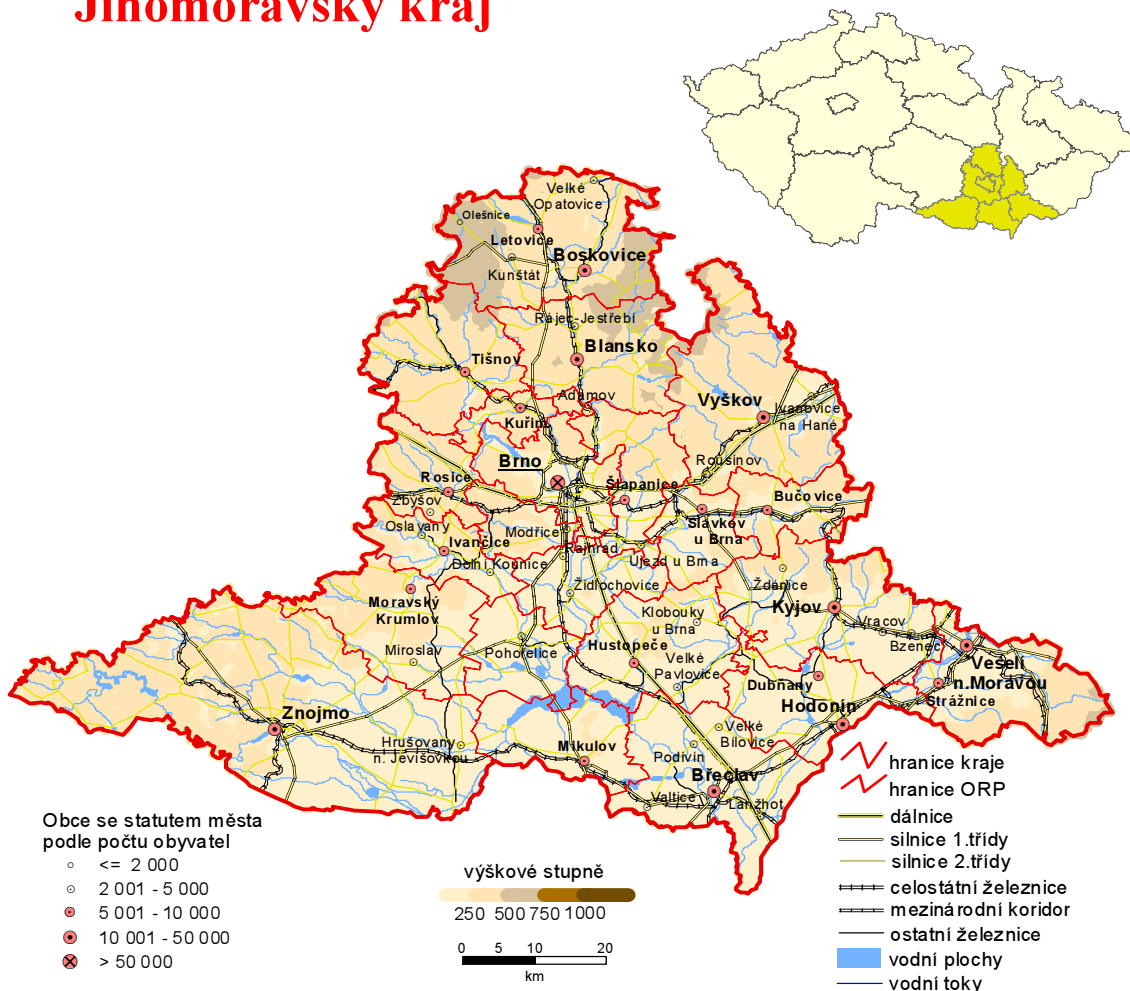 Jihomoravský kraj
Velké
Opatovice
Olešnice
Letovice
Boskovice
Kunštát
Rájec-Jestřebí
Blansko
Tišnov
Adamov
Vyškov
Ivanovice
na Hané
Kuřim
Brno
Rousínov
Rosice
Šlapanice
Bučovice
Zbyšov
Slavkov
u Brna
Oslavany
Modřice
Ivančice
Rajhrad
Újezd u Brna
Dolní Kounice
Ždánice
Židlochovice
Moravský
Krumlov
Klobouky
u Brna
Kyjov
Vracov
Bzenec
Miroslav
Pohořelice
Hustopeče
Velké
Pavlovice
Veselí
n.Moravou
Dubňany
Strážnice
Hodonín
Znojmo
Velké
Bílovice
Hrušovany
n. Jevišovkou
Mikulov
Podivín
Břeclav
Valtice
Lanžhot
Obce se statutem města
podle počtu obyvatel
<= 2 000
2 001 - 5 000
5 001 - 10 000
10 001 - 50 000
> 50 000
výškové stupně
250 500 750 1000
0 5 10 20
km
hranice kraje
hranice ORP
dálnice
silnice 1.třídy
silnice 2.třídy
celostátní železnice
mezinárodní koridor
ostatní železnice
vodní plochy
vodní toky